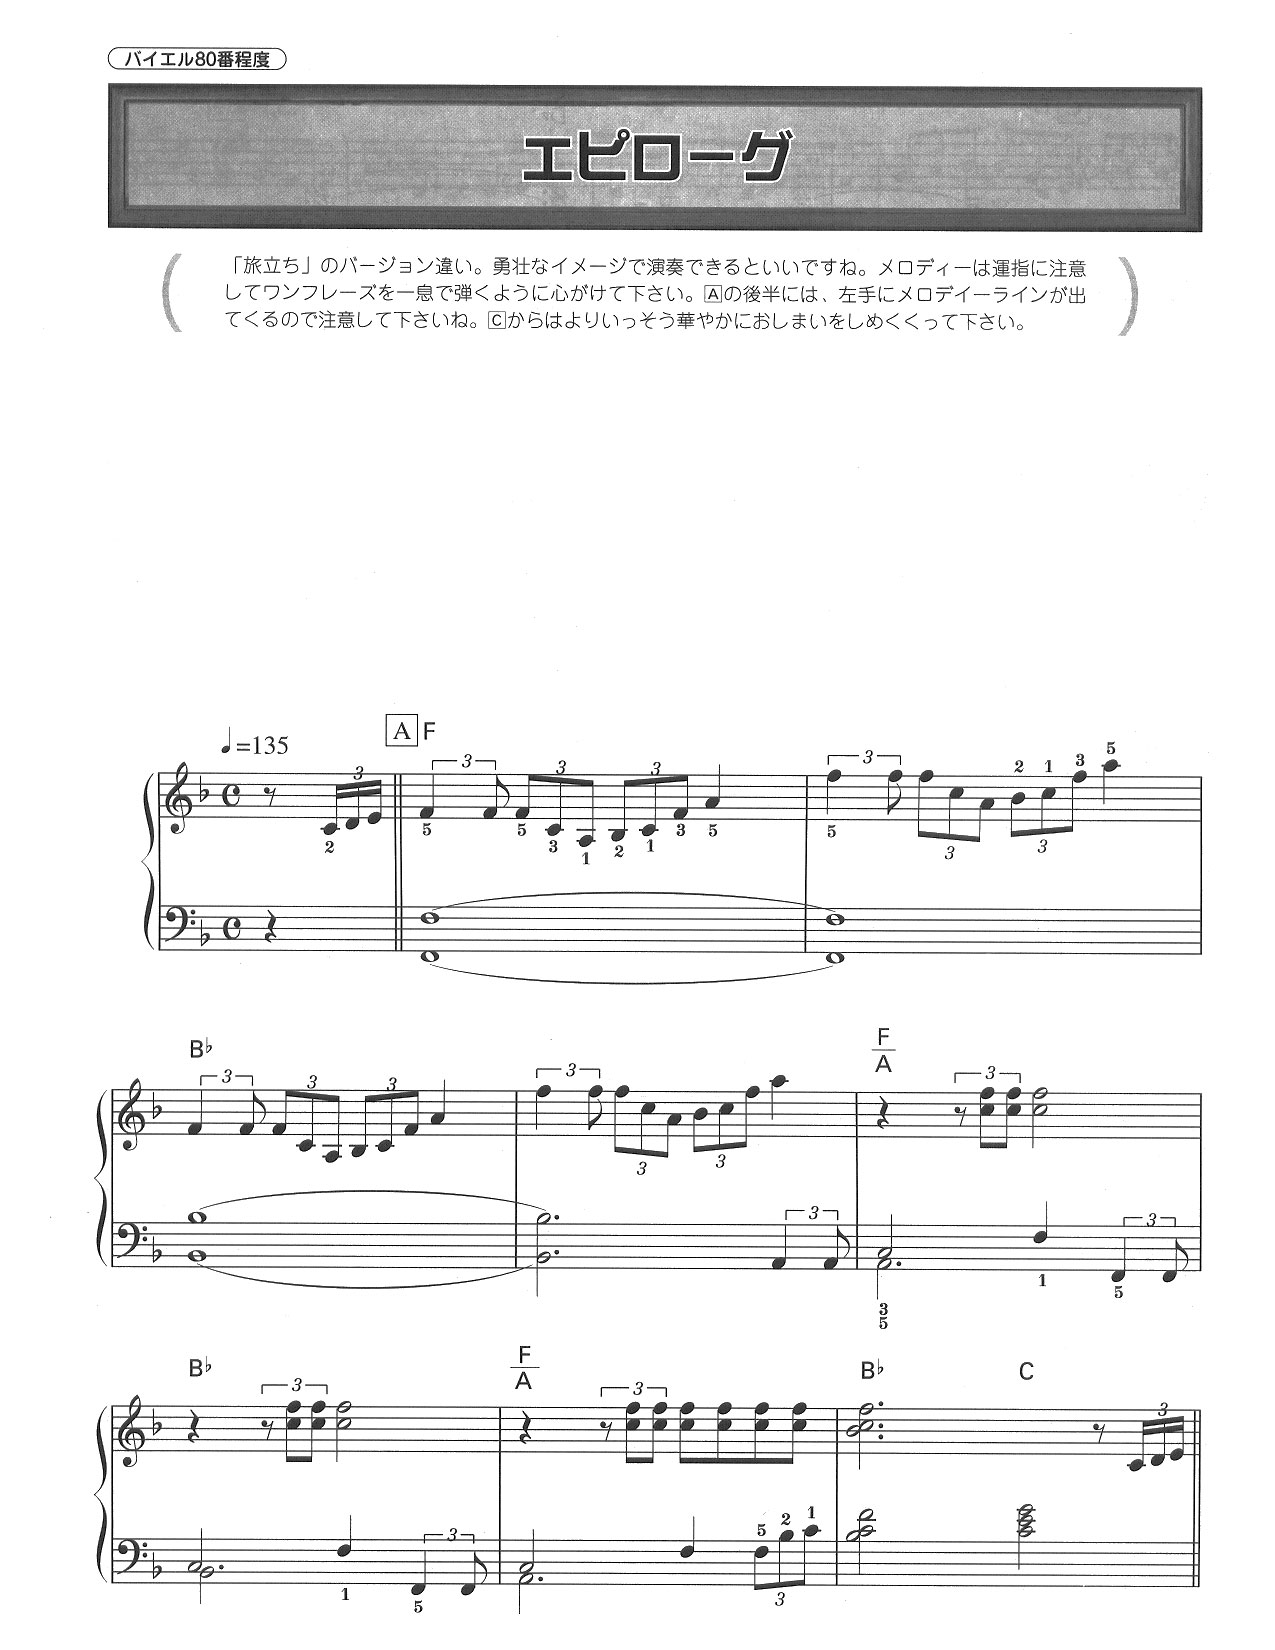 バイエル80番程度
エピローグ
「旅立ち」のバージョン違い。勇壮なイメージで演奏できるといいですね。メロディーは運指に注意
してワンフレーズを一息で弾くように心がけて下さい。Aの後半には、左手にメロデイーラインが出
てくるので注意して下さいね。Cからはよりいっそう華やかにおしまいをしめくくって下さい。
♩=135
A F
3 3 3 3 3 2 1 3 5
2 5 5 3 1 2 1 3 5 5 3 3
B♭ F/A
3 3 3 3 3
3 3
3 3
3 5 1 5
B♭ F/A B♭ C
3 3 3
3 5 2 1
1 5 3